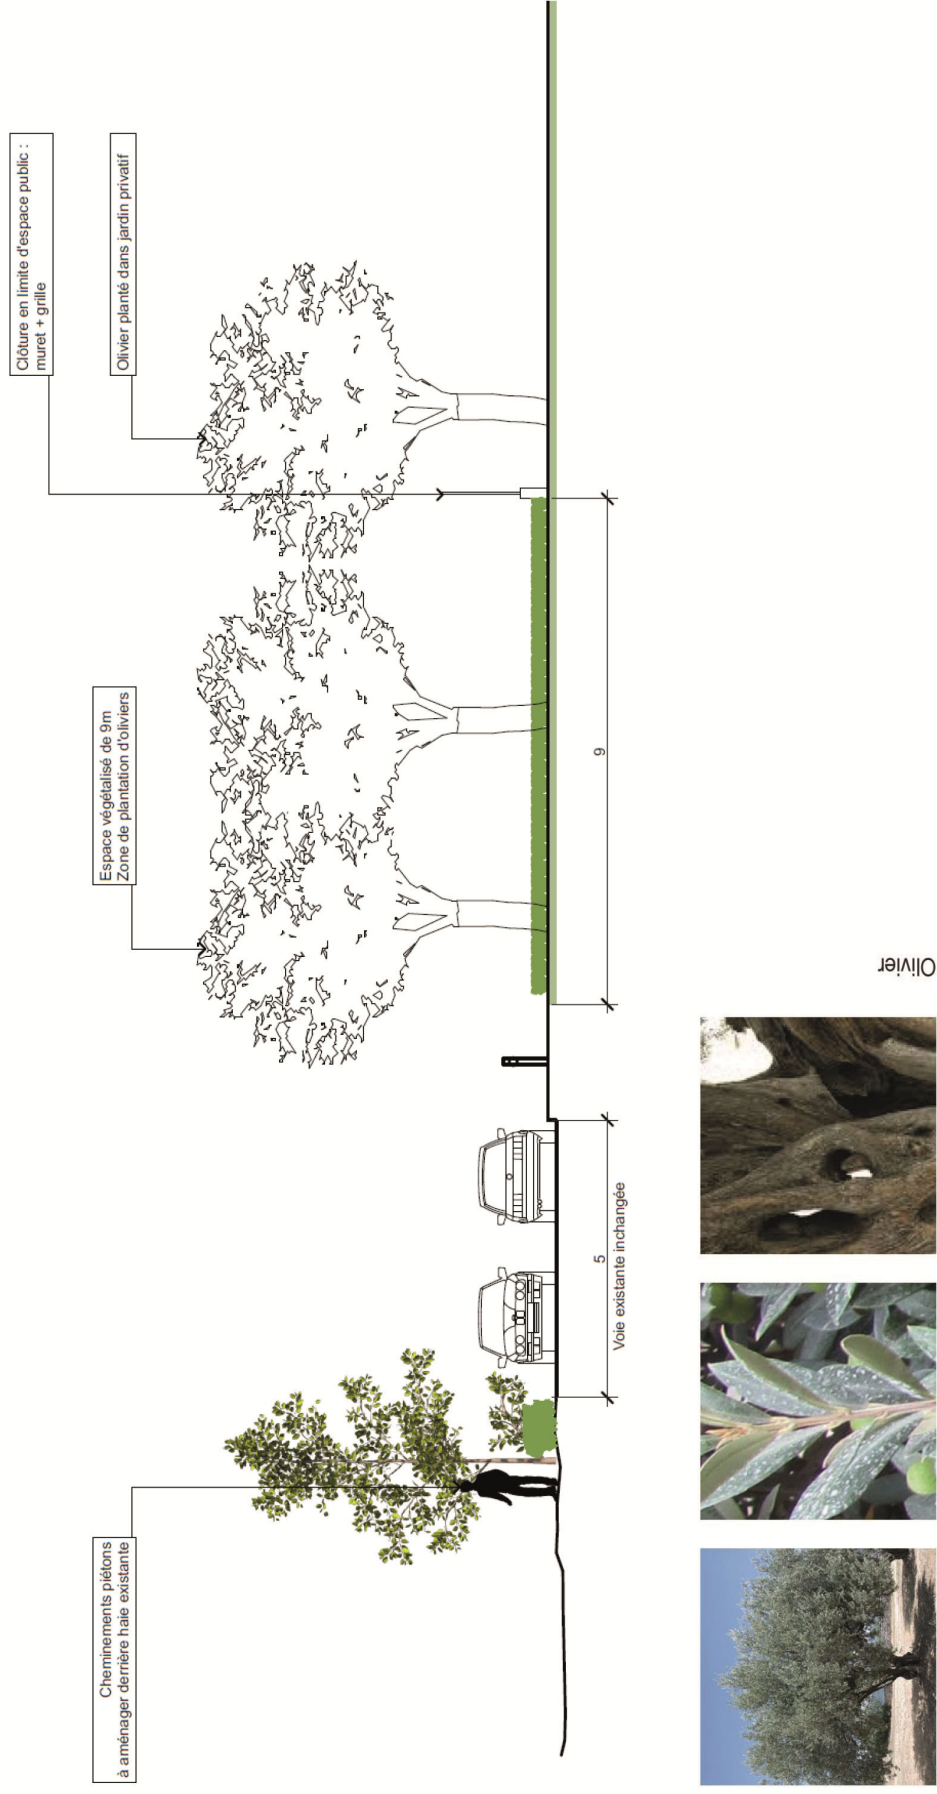 Cheminements piétons
à aménager derrière haie existante
Espace végétalisé de 9m
Zone de plantation d'oliviers
Clôture en limite d'espace public :
muret + grille
Olivier planté dans jardin privatif
5
Voie existante inchangée
9
Olivier